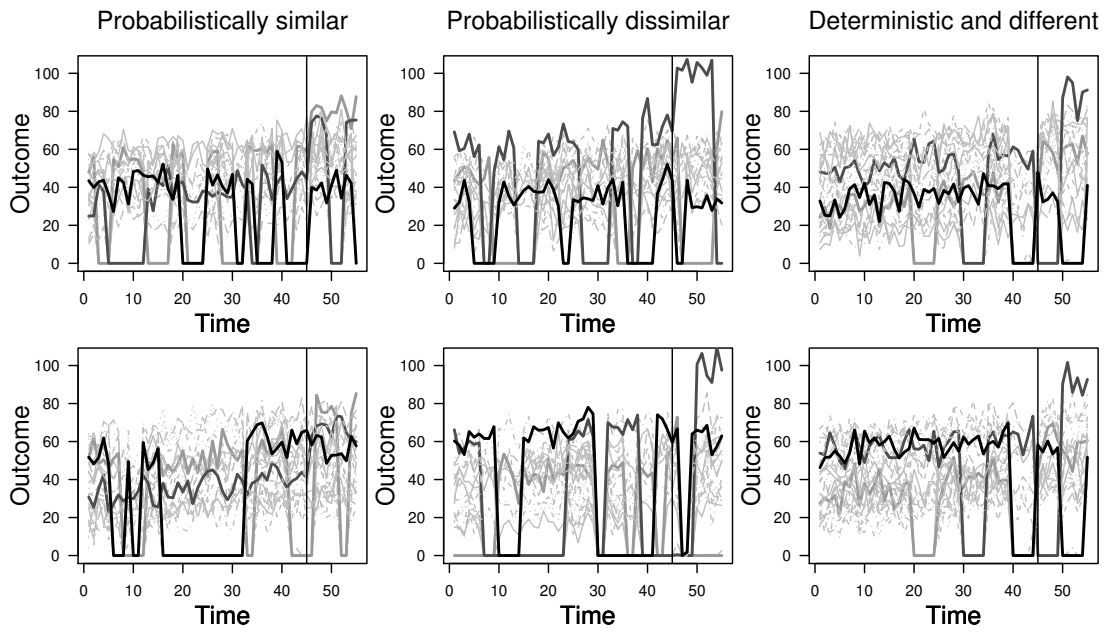 Probabilistically similar Probabilistically dissimilar Deterministic and different
Outcome Outcome Outcome
100 100 100
80 80 80
60 60 60
40 40 40
20 20 20
0 0 0
0 10 20 30 40 50 0 10 20 30 40 50 0 10 20 30 40 50
Time Time Time
Outcome Outcome Outcome
100 100 100
80 80 80
60 60 60
40 40 40
20 20 20
0 0 0
0 10 20 30 40 50 0 10 20 30 40 50 0 10 20 30 40 50
Time Time Time